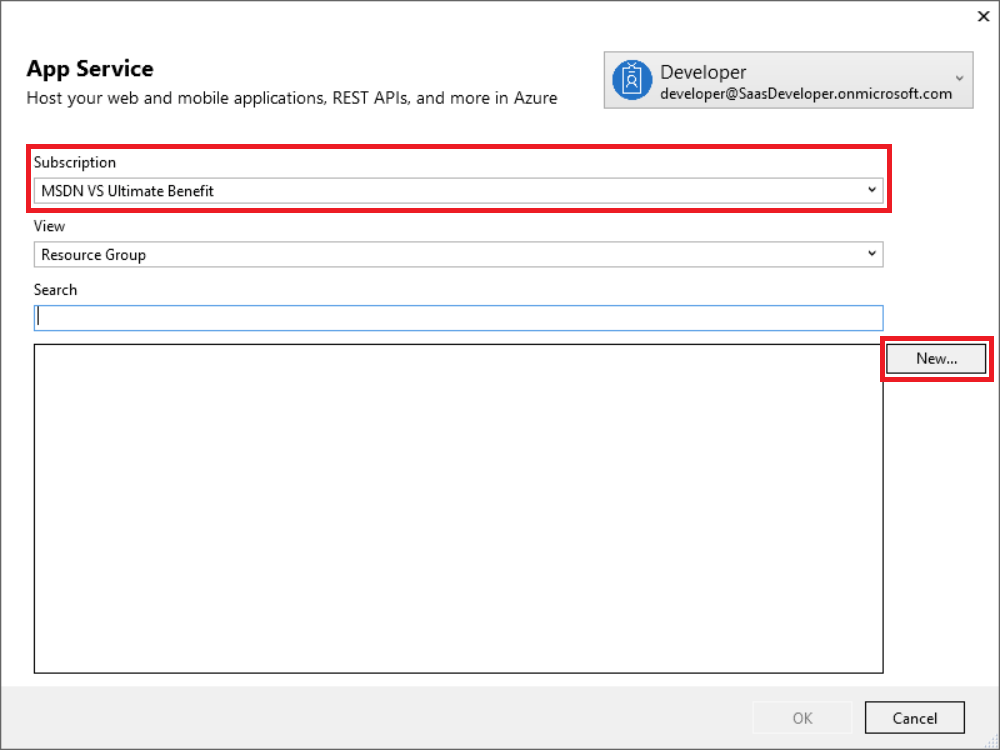 App Service
Host your web and mobile applications, REST APIs, and more in Azure
Developer
developer@SaasDeveloper.onmicrosoft.com
Subscription
MSDN VS Ultimate Benefit
View
Resource Group
Search
New...
OK
Cancel